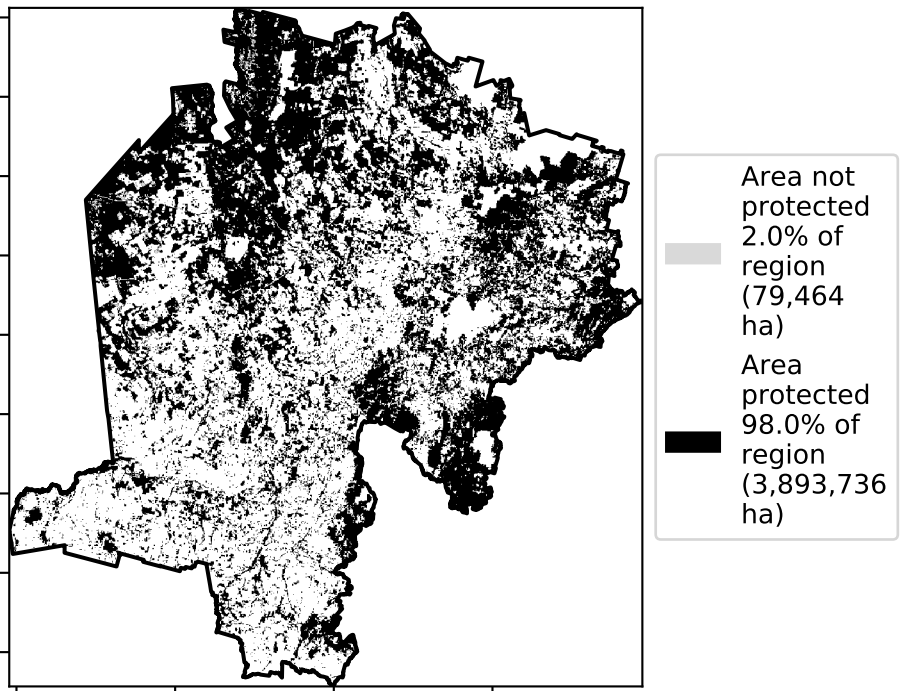 Area not
protected
2.0% of
region
(79,464
ha)
Area
protected
98.0% of
region
(3,893,736
ha)